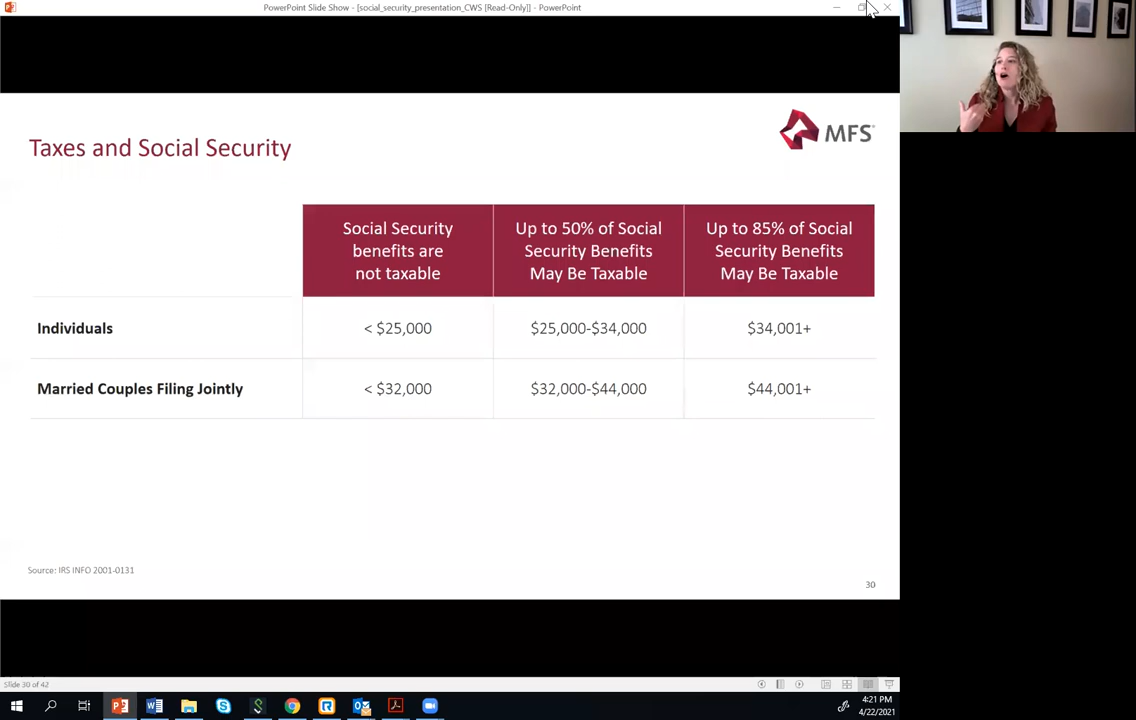 PowerPoint Slide Show - [social_security_presentation_CWS [Read-Only]] - PowerPoint
MFS
Taxes and Social Security
Social Security benefits are not taxable
Up to 50% of Social Security Benefits May Be Taxable
Up to 85% of Social Security Benefits May Be Taxable
Individuals
< $25,000
$25,000-$34,000
$34,001+
Married Couples Filing Jointly
< $32,000
$32,000-$44,000
$44,001+
Source: IRS INFO 2001-0131
30
Slide 30 of 42
4:21 PM
4/22/2021